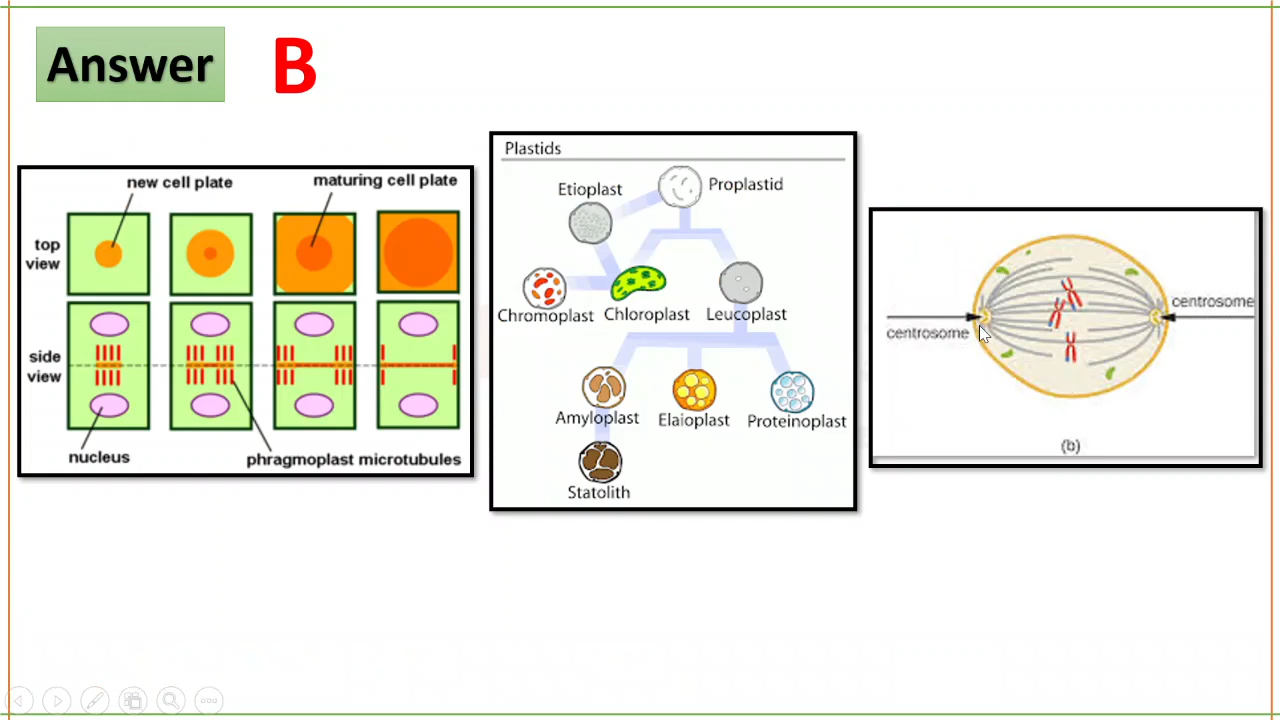 Answer B
new cell plate
maturing cell plate
top
view
side
view
nucleus
phragmoplast microtubules
Plastids
Etioplast
Proplastid
Chromoplast
Chloroplast
Leucoplast
Amyloplast
Elaioplast
Proteinoplast
Statolith
centrosome
centrosome
(b)